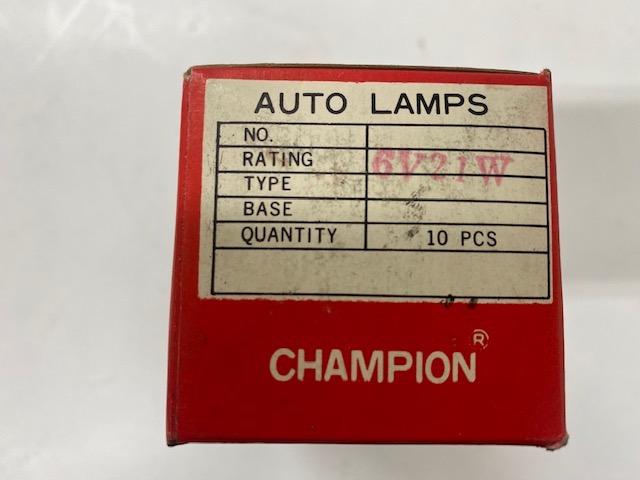 AUTO LAMPS
NO.
RATING 6V21W
TYPE
BASE
QUANTITY 10 PCS
CHAMPION®